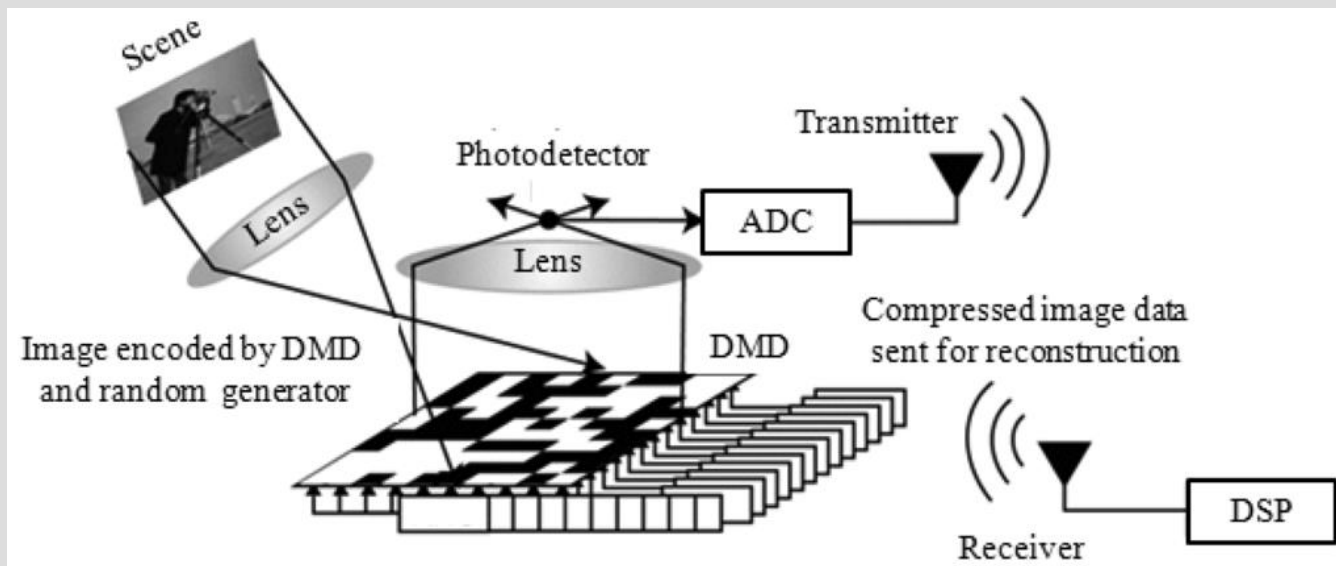 Scene
Lens
Photodetector
Lens
ADC
Transmitter
Image encoded by DMD
and random generator
DMD
Compressed image data
sent for reconstruction
Receiver
DSP